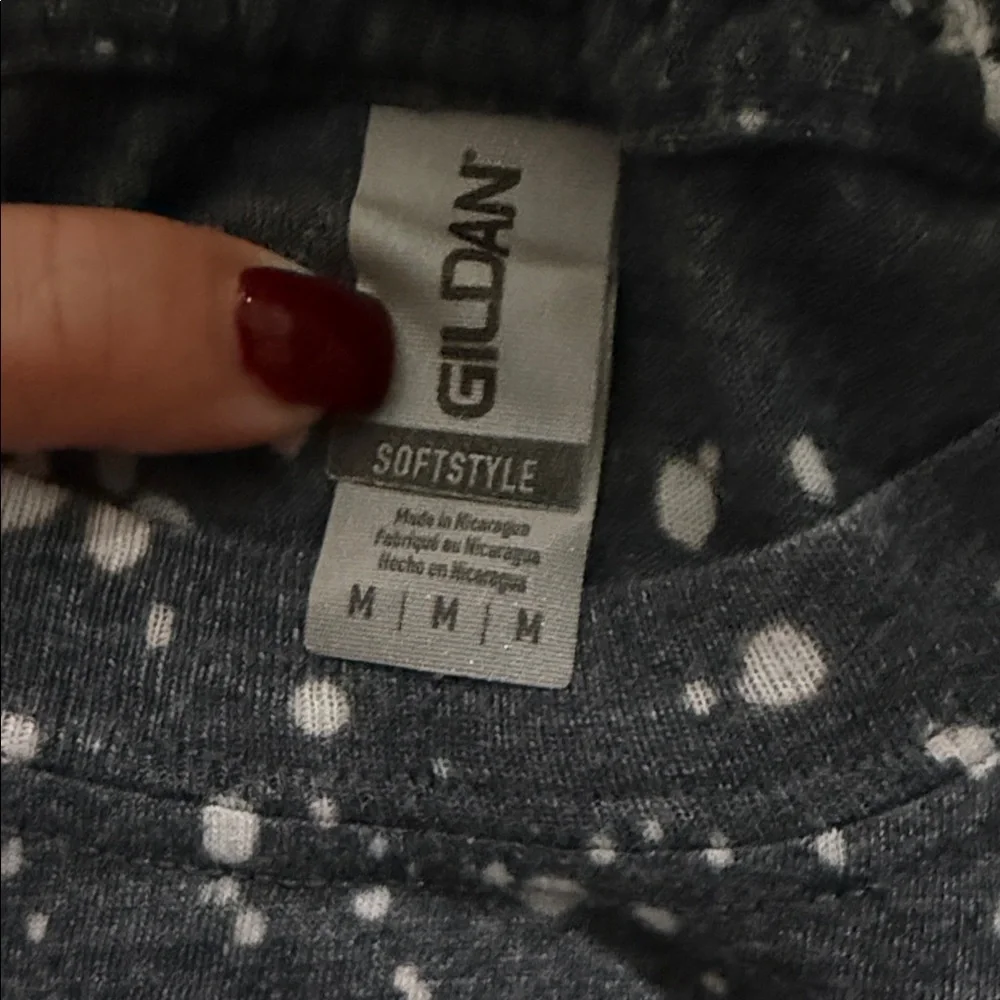 GILDAN
SOFTSTYLE
Made in Nicaragua
Fabriqué au Nicaragua
Hecho en Nicaragua
M | M | M